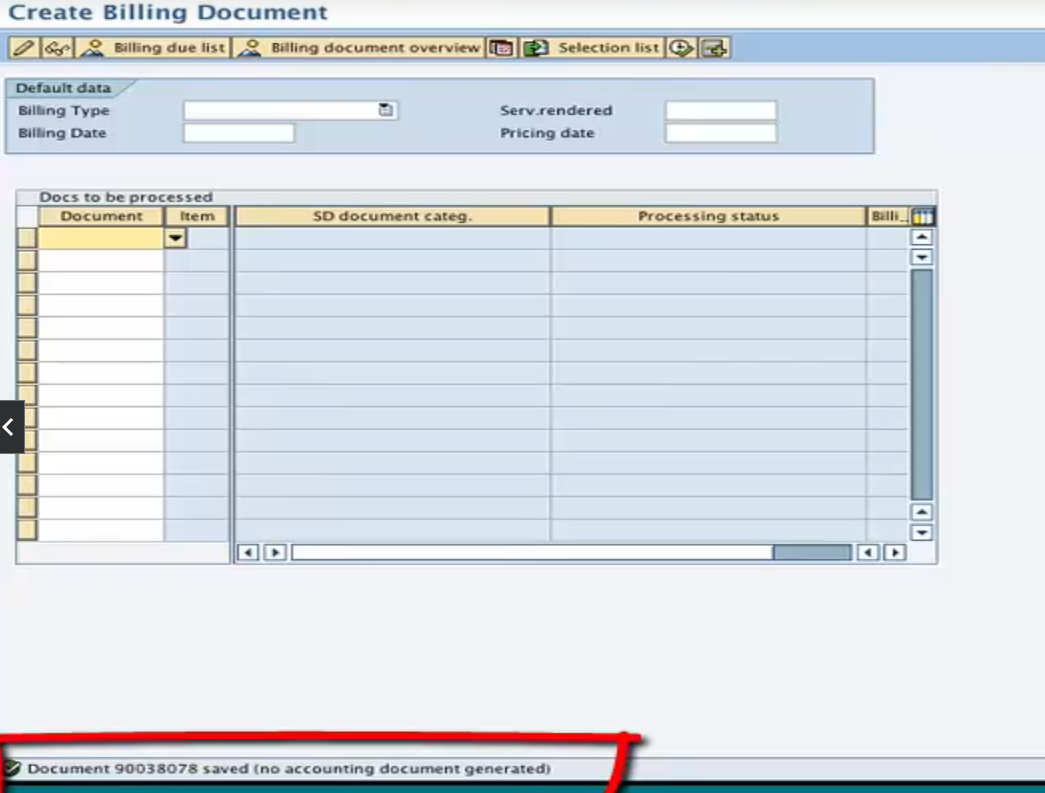 Create Billing Document
Billing due list Billing document overview Selection list
Default data
Billing Type Serv.rendered
Billing Date Pricing date
Docs to be processed
Document Item SD document categ. Processing status Billi..
Document 90038078 saved (no accounting document generated)